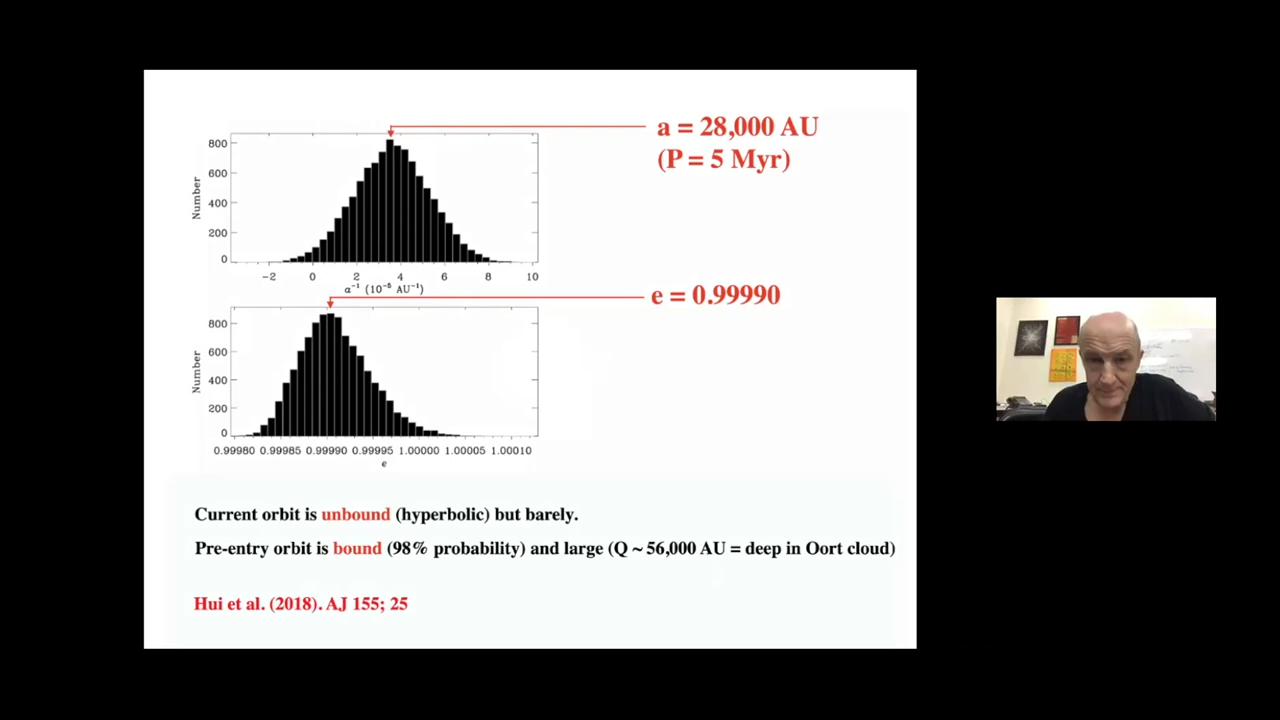 a = 28,000 AU
(P = 5 Myr)
800
600
400
200
0
Number
-2 0 2 4 6 8 10
a⁻¹ (10⁻⁵ AU⁻¹)
e = 0.99990
800
600
400
200
0
Number
0.99980 0.99985 0.99990 0.99995 1.00000 1.00005 1.00010
e
Current orbit is unbound (hyperbolic) but barely.
Pre-entry orbit is bound (98% probability) and large (Q ~ 56,000 AU = deep in Oort cloud)
Hui et al. (2018). AJ 155; 25